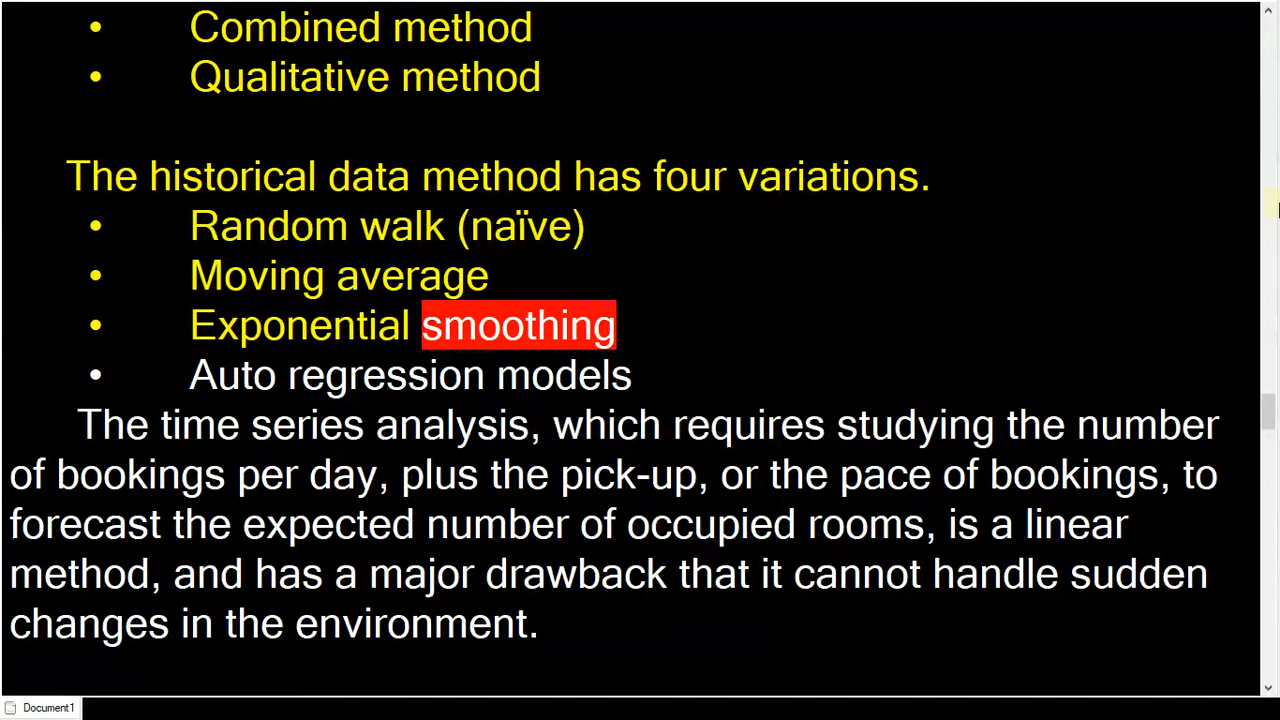 • Combined method
• Qualitative method
The historical data method has four variations.
• Random walk (naïve)
• Moving average
• Exponential smoothing
• Auto regression models
The time series analysis, which requires studying the number
of bookings per day, plus the pick-up, or the pace of bookings, to
forecast the expected number of occupied rooms, is a linear
method, and has a major drawback that it cannot handle sudden
changes in the environment.
Document1